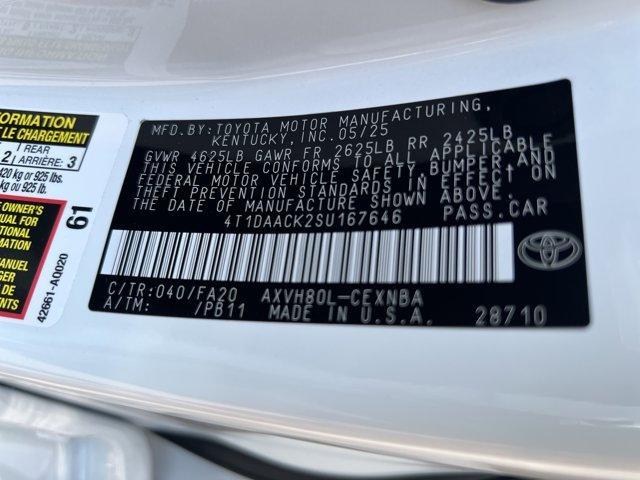 MFD.BY:TOYOTA MOTOR MANUFACTURING,
KENTUCKY, INC. 05/25
GVWR 4625LB GAWR FR 2625LB RR 2425LB
THIS VEHICLE CONFORMS TO ALL APPLICABLE
FEDERAL MOTOR VEHICLE SAFETY, BUMPER AND
THEFT PREVENTION STANDARDS IN EFFECT ON
THE DATE OF MANUFACTURE SHOWN ABOVE.
4T1DAACK2SU167646 PASS.CAR
C/TR:040/FA20 AXVH80L-CEXNBA
A/TM: /PB11 MADE IN U.S.A. 28710
FORMATION
LE CHARGEMENT
2 REAR
ARRIÈRE: 3
420 kg or 925 lbs.
kg ou 925 lb.
OWNER'S
MANUAL FOR
TIONAL
MATION
MANUEL
GER
EMENTS
61
42661-A0020